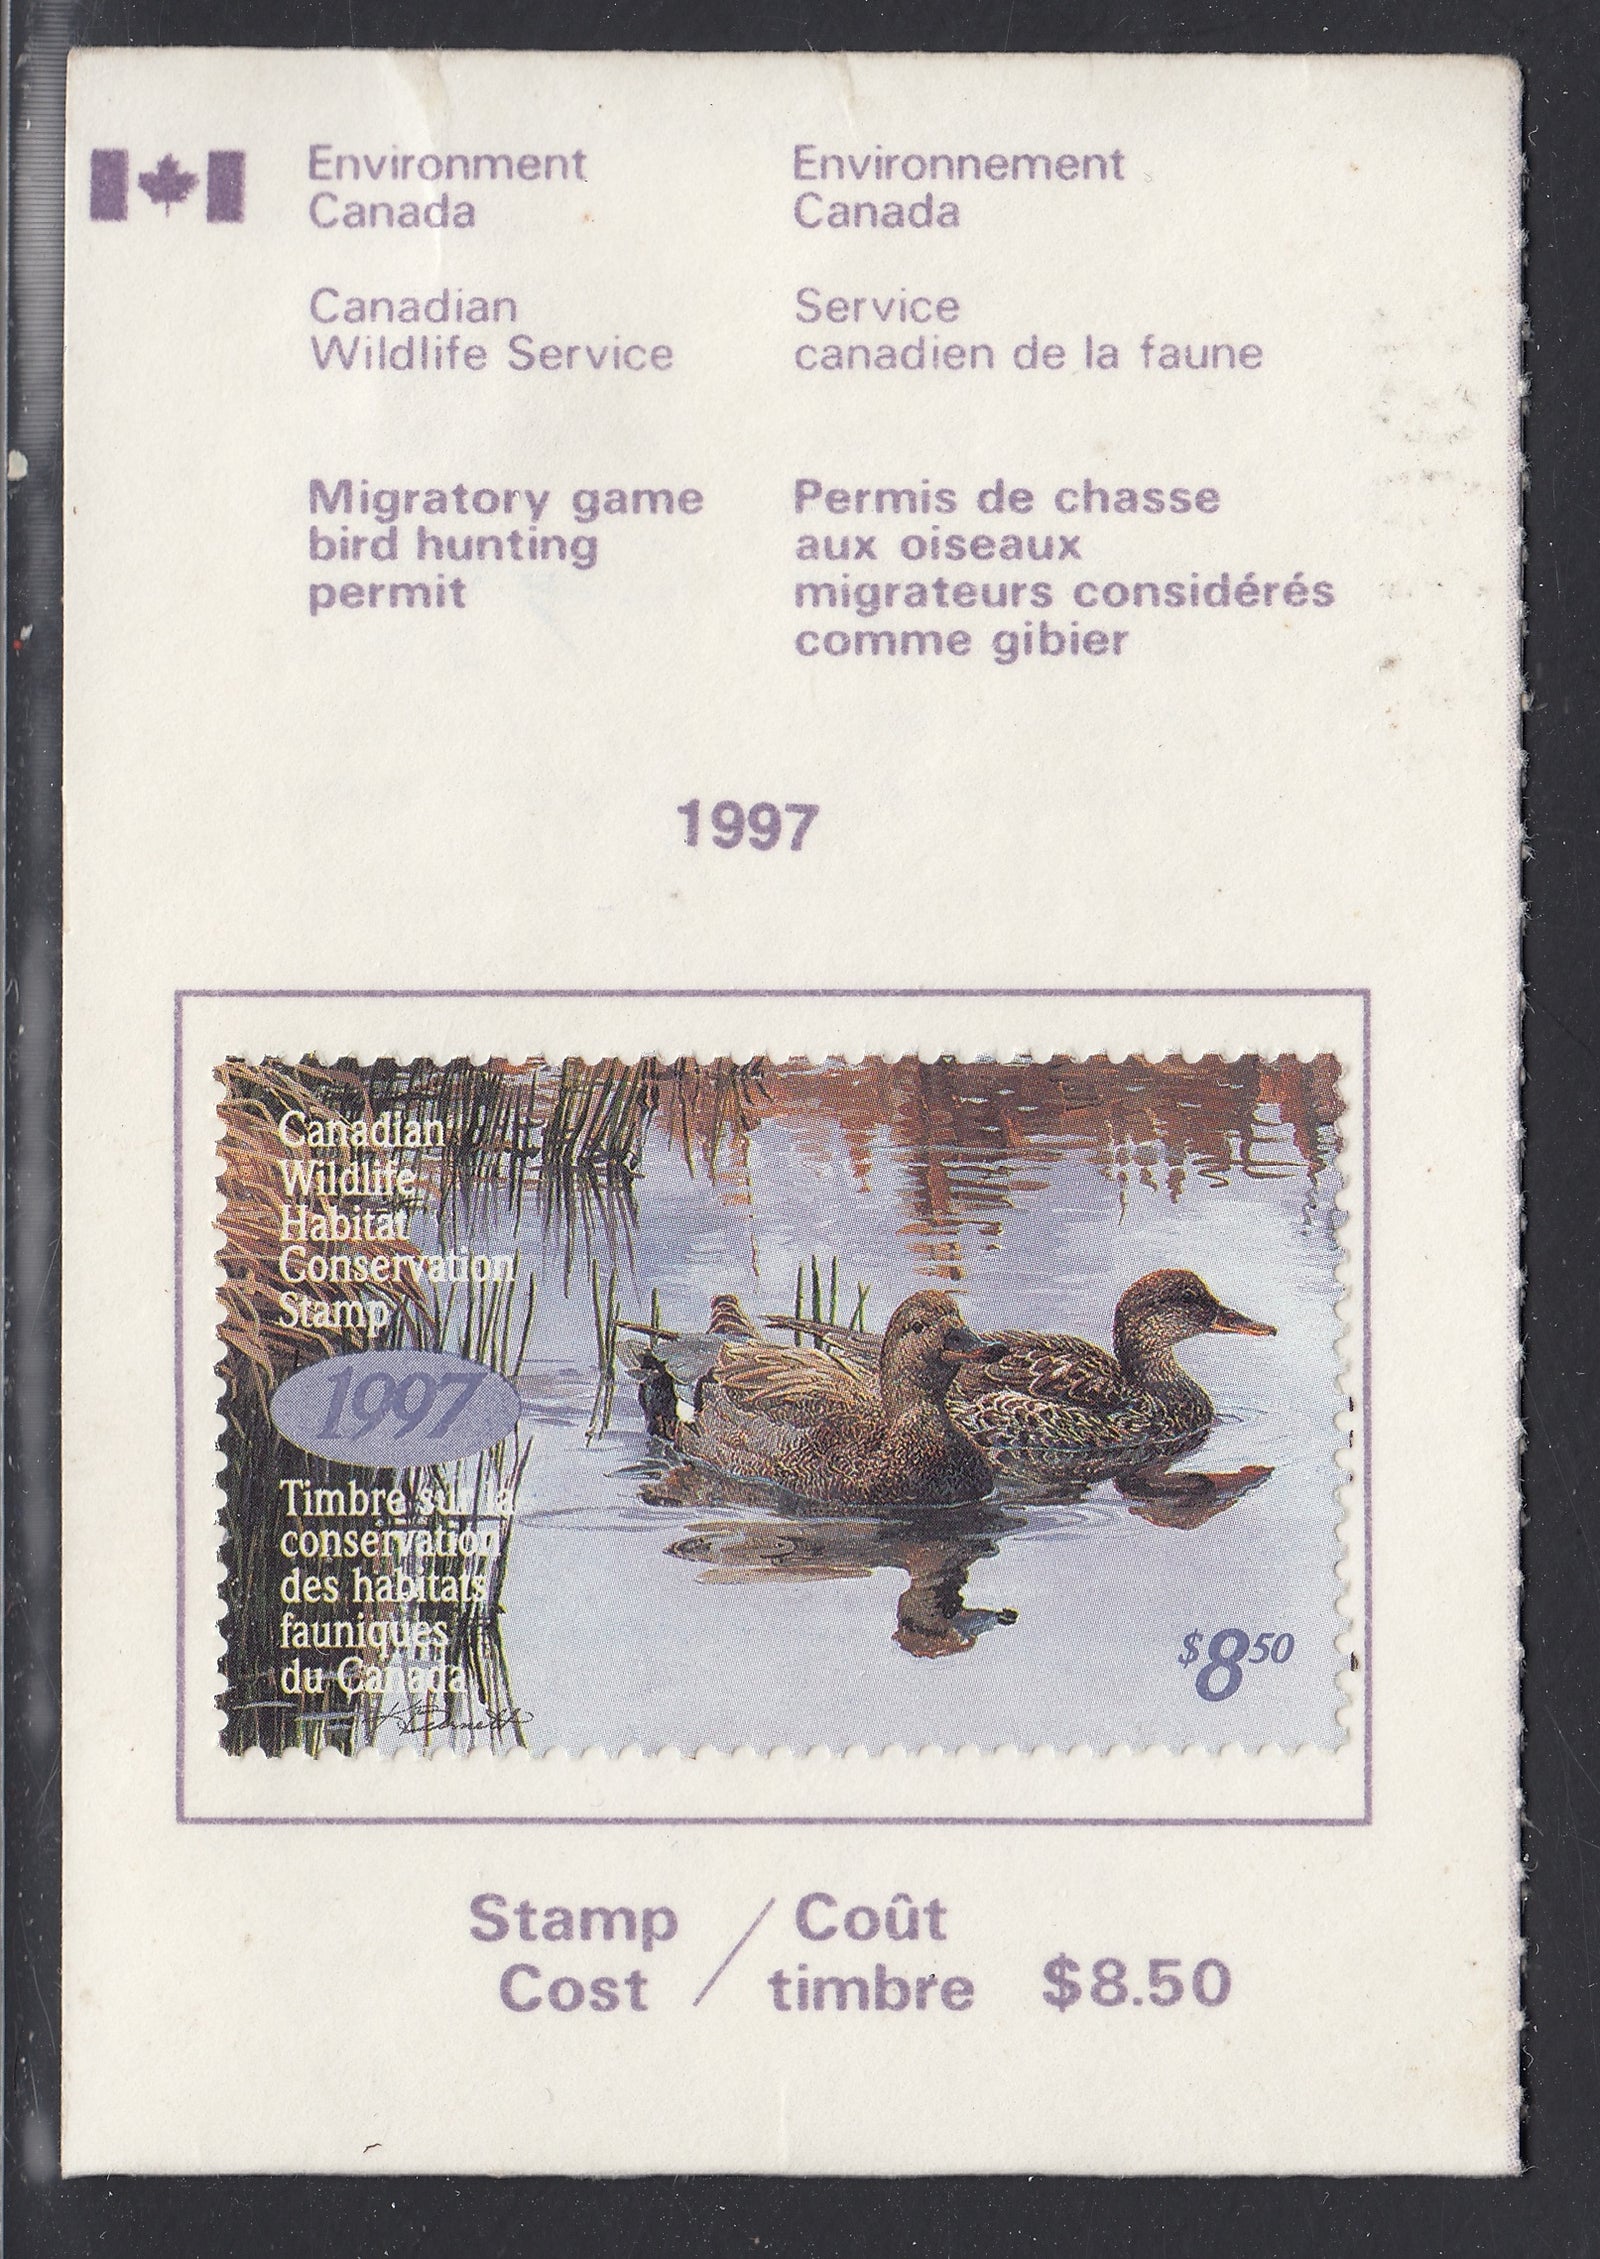 Environment
Canada
Environnement
Canada
Canadian
Wildlife Service
Service
canadien de la faune
Migratory game
bird hunting
permit
Permis de chasse
aux oiseaux
migrateurs considérés
comme gibier
1997
Canadian
Wildlife
Habitat
Conservation
Stamp
1997
Timbre sur la
conservation
des habitats
fauniques
du Canada
$8 50
Stamp / Coût
Cost timbre $8.50